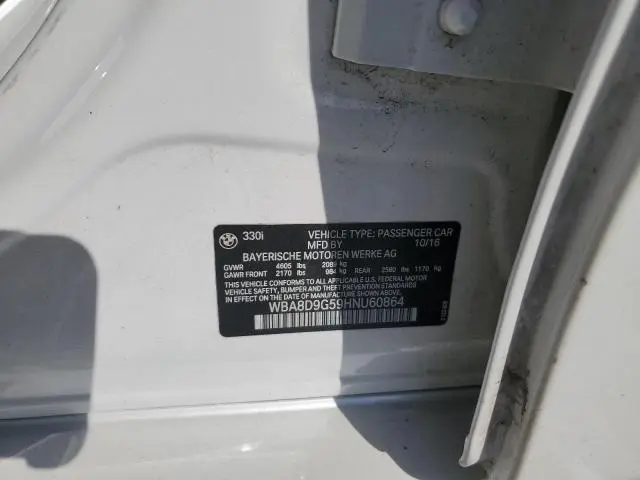 330i VEHICLE TYPE: PASSENGER CAR
MFD BY 10/16
BAYERISCHE MOTOREN WERKE AG
GVWR 4605 lbs 2089 kg
GAWR FRONT 2170 lbs 984 kg REAR 2580 lbs 1170 kg
THIS VEHICLE CONFORMS TO ALL APPLICABLE FEDERAL MOTOR VEHICLE
SAFETY, BUMPER, AND THEFT PREVENTION STANDARDS
IN EFFECT ON THE DATE OF MANUFACTURE SHOWN ABOVE.
WBA8D9G59HNU60864